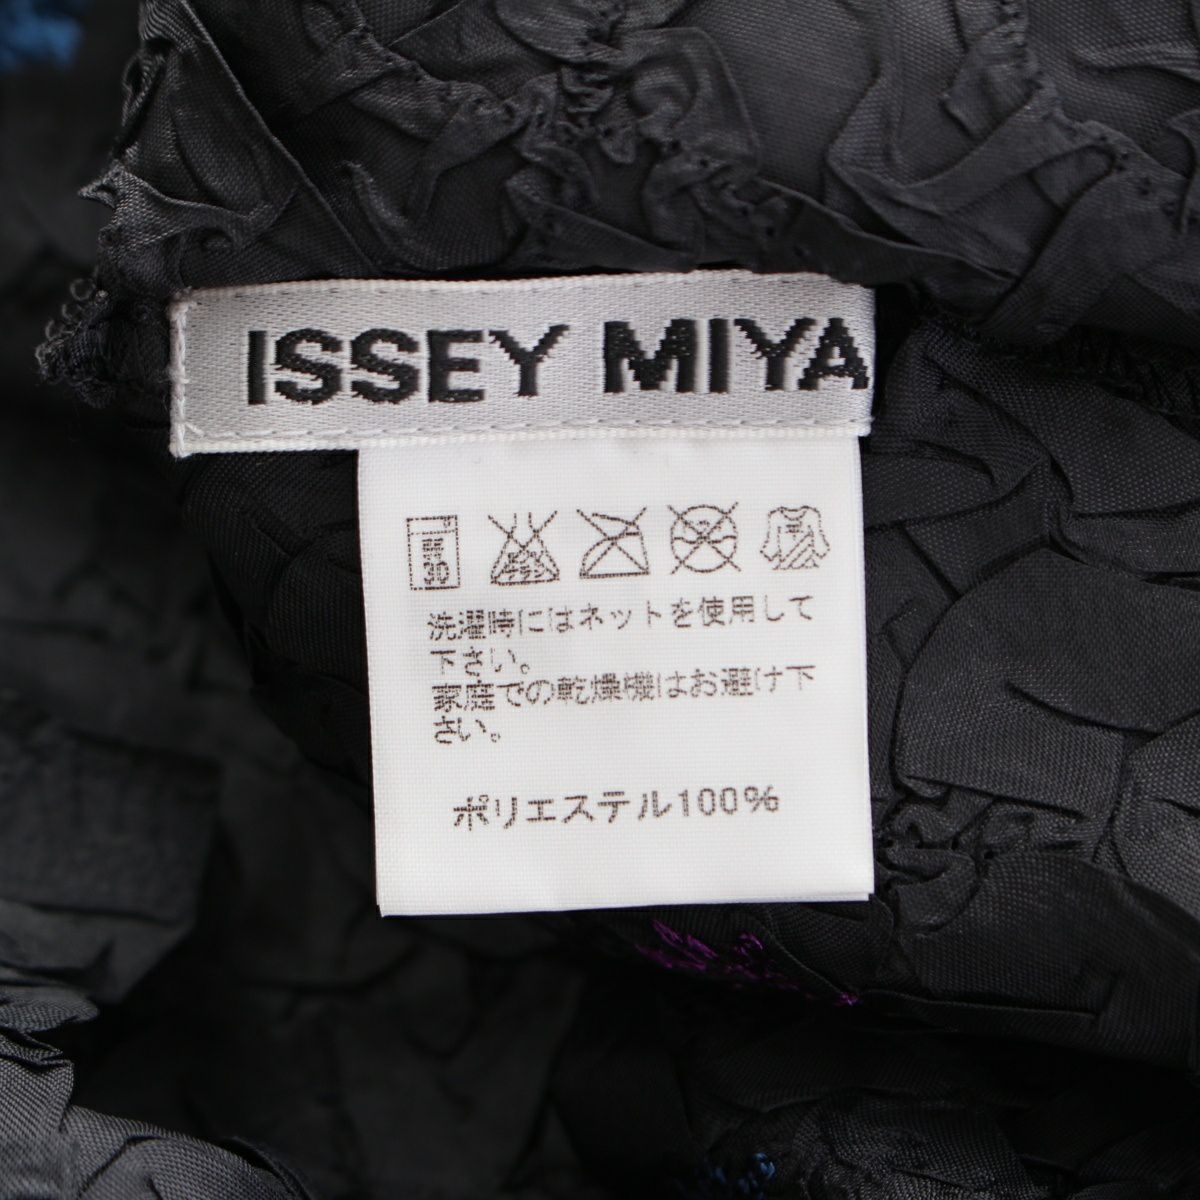 ISSEY MIYA
30
洗濯時にはネットを使用して
下さい。
家庭での乾燥機はお避け下
さい。
ポリエステル100%